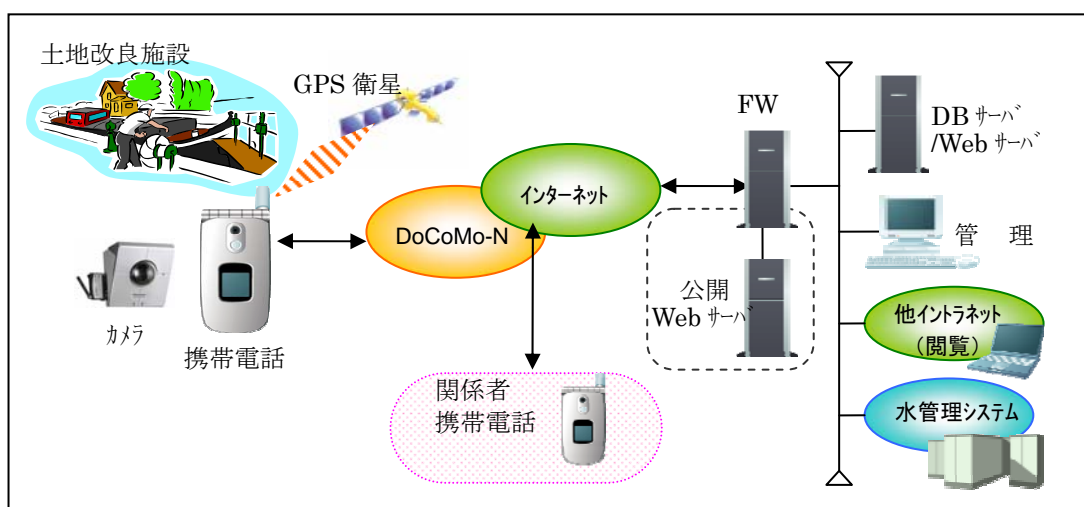 土地改良施設
GPS 衛星
カメラ
携帯電話
DoCoMo-N
インターネット
関係者
携帯電話
FW
公開
Web サーバ
DB サーバ
/Web サーバ
管　理
他イントラネット
(閲覧)
水管理システム